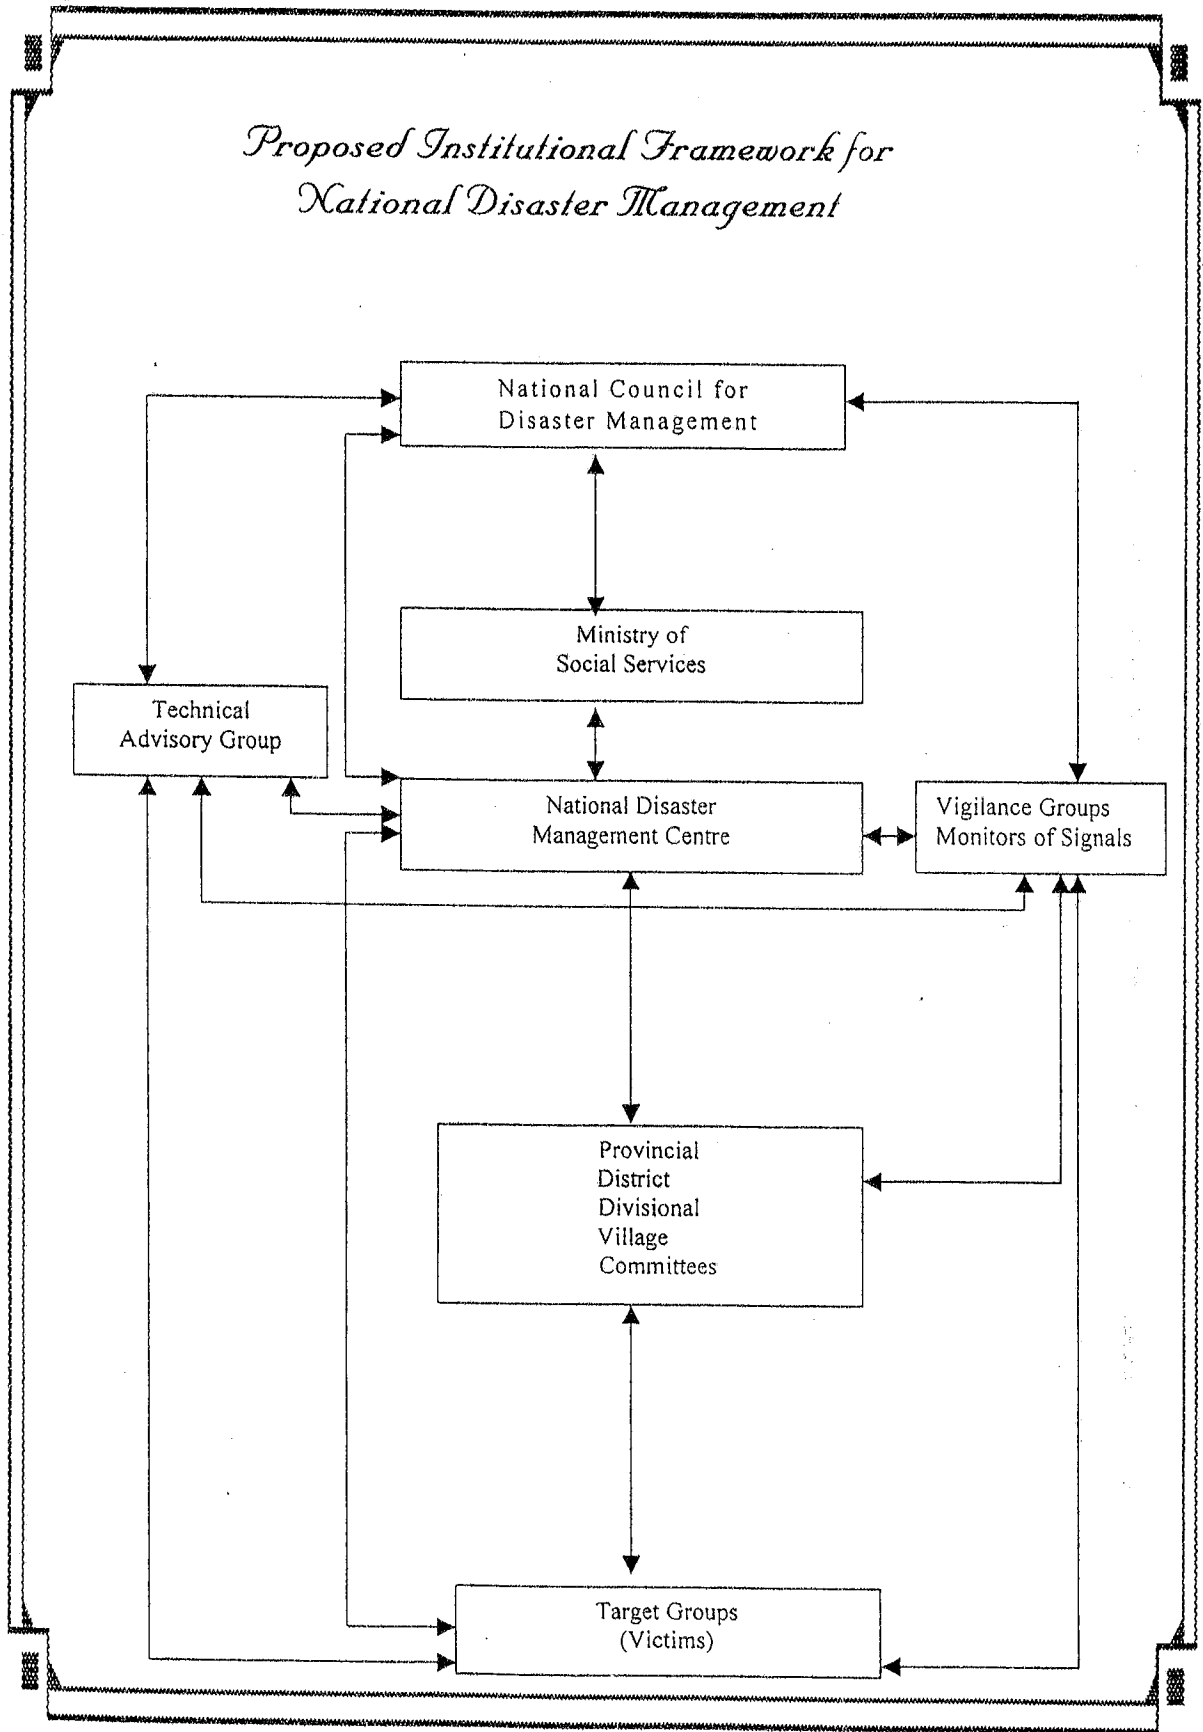 Proposed Institutional Framework for
National Disaster Management
National Council for
Disaster Management
Ministry of
Social Services
Technical
Advisory Group
National Disaster
Management Centre
Vigilance Groups
Monitors of Signals
Provincial
District
Divisional
Village
Committees
Target Groups
(Victims)